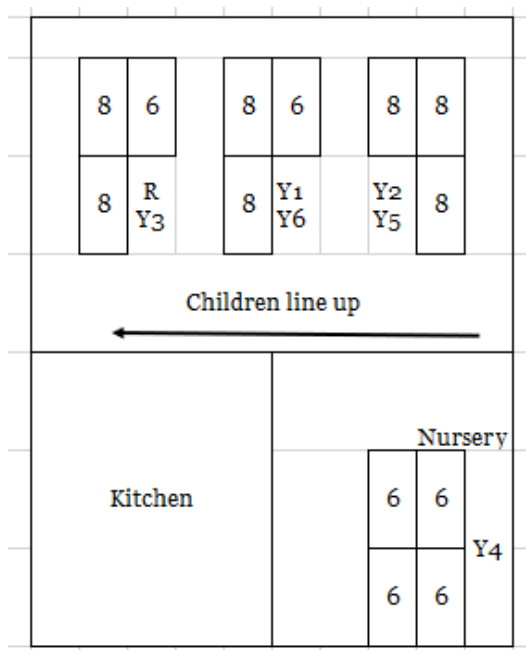 8 6 8 6 8 8
8 R 8 Y1 Y2 8
Y3 Y6 Y5
Children line up
Nursery
Kitchen 6 6
Y4
6 6